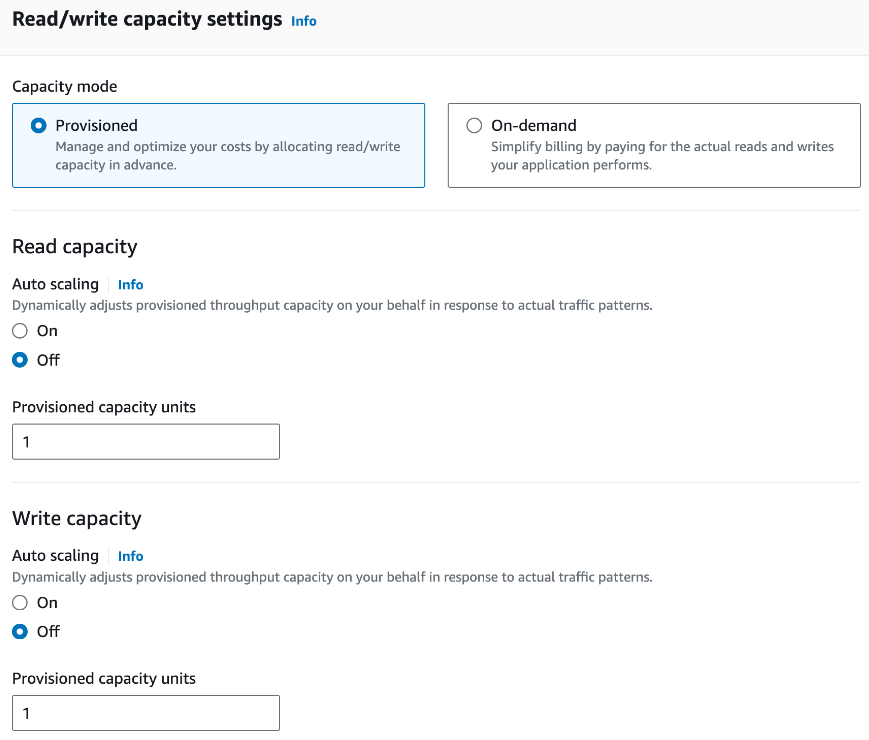 Read/write capacity settings Info
Capacity mode
Provisioned
Manage and optimize your costs by allocating read/write
capacity in advance.
On-demand
Simplify billing by paying for the actual reads and writes
your application performs.
Read capacity
Auto scaling Info
Dynamically adjusts provisioned throughput capacity on your behalf in response to actual traffic patterns.
On
Off
Provisioned capacity units
1
Write capacity
Auto scaling Info
Dynamically adjusts provisioned throughput capacity on your behalf in response to actual traffic patterns.
On
Off
Provisioned capacity units
1